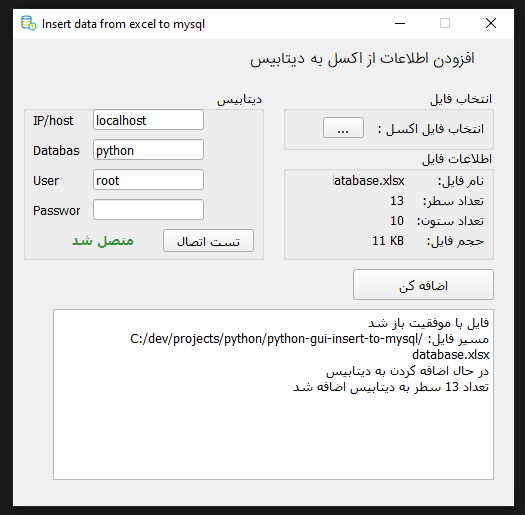 Insert data from excel to mysql
افزودن اطلاعات از اکسل به دیتابیس
انتخاب فایل
انتخاب فایل اکسل :
...
اطلاعات فایل
نام فایل: database.xlsx
تعداد سطر: 13
تعداد ستون: 10
حجم فایل: 11 KB
دیتابیس
IP/host localhost
Databas python
User root
Passwor
تست اتصال
متصل شد
اضافه کن
فایل با موفقیت باز شد
مسیر فایل: C:/dev/projects/python/python-gui-insert-to-mysql/
database.xlsx
در حال اضافه کردن به دیتابیس
تعداد 13 سطر به دیتابیس اضافه شد